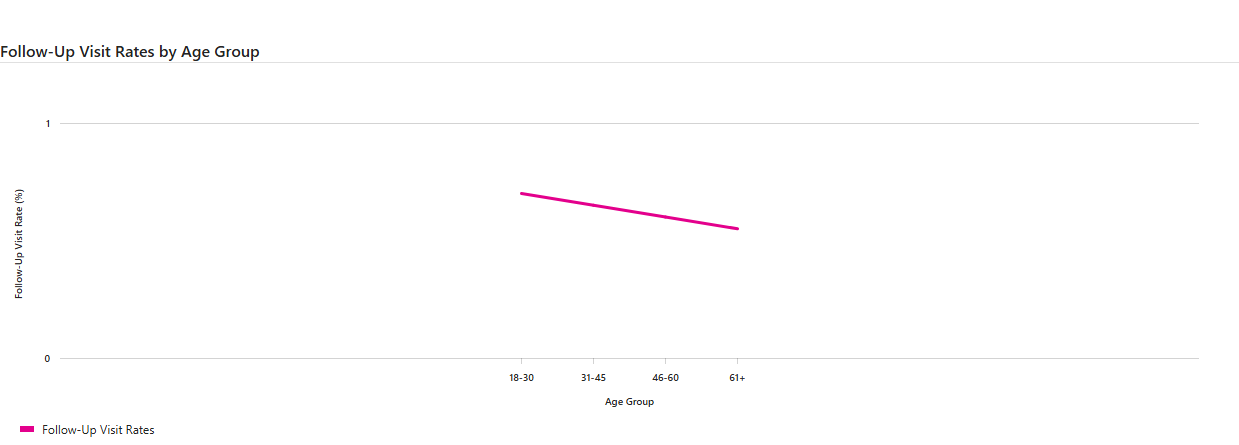 Follow-Up Visit Rates by Age Group
1
Follow-Up Visit Rate (%)
0
18-30 31-45 46-60 61+
Age Group
Follow-Up Visit Rates